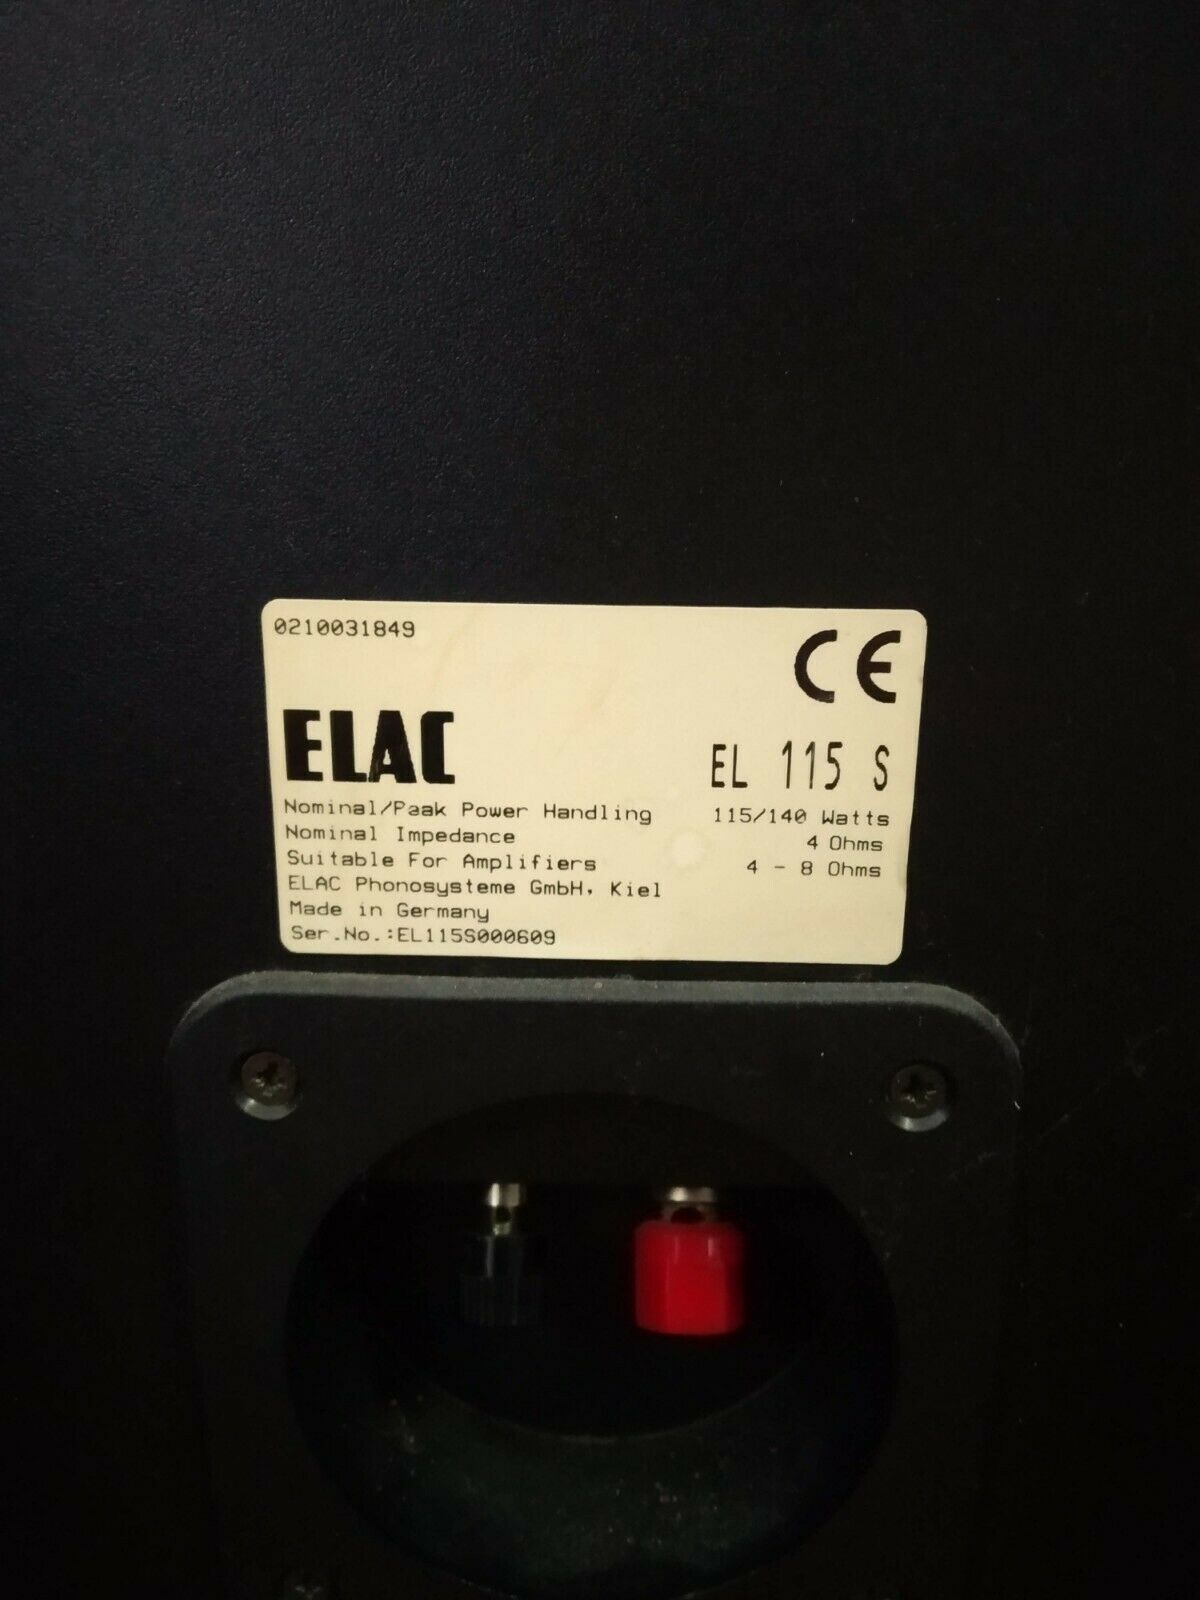 0210031849
CE
ELAC
EL 115 S
Nominal/Paak Power Handling 115/140 Watts
Nominal Impedance 4 Ohms
Suitable For Amplifiers 4 - 8 Ohms
ELAC Phonosysteme GmbH, Kiel
Made in Germany
Ser.No.:EL115S000609